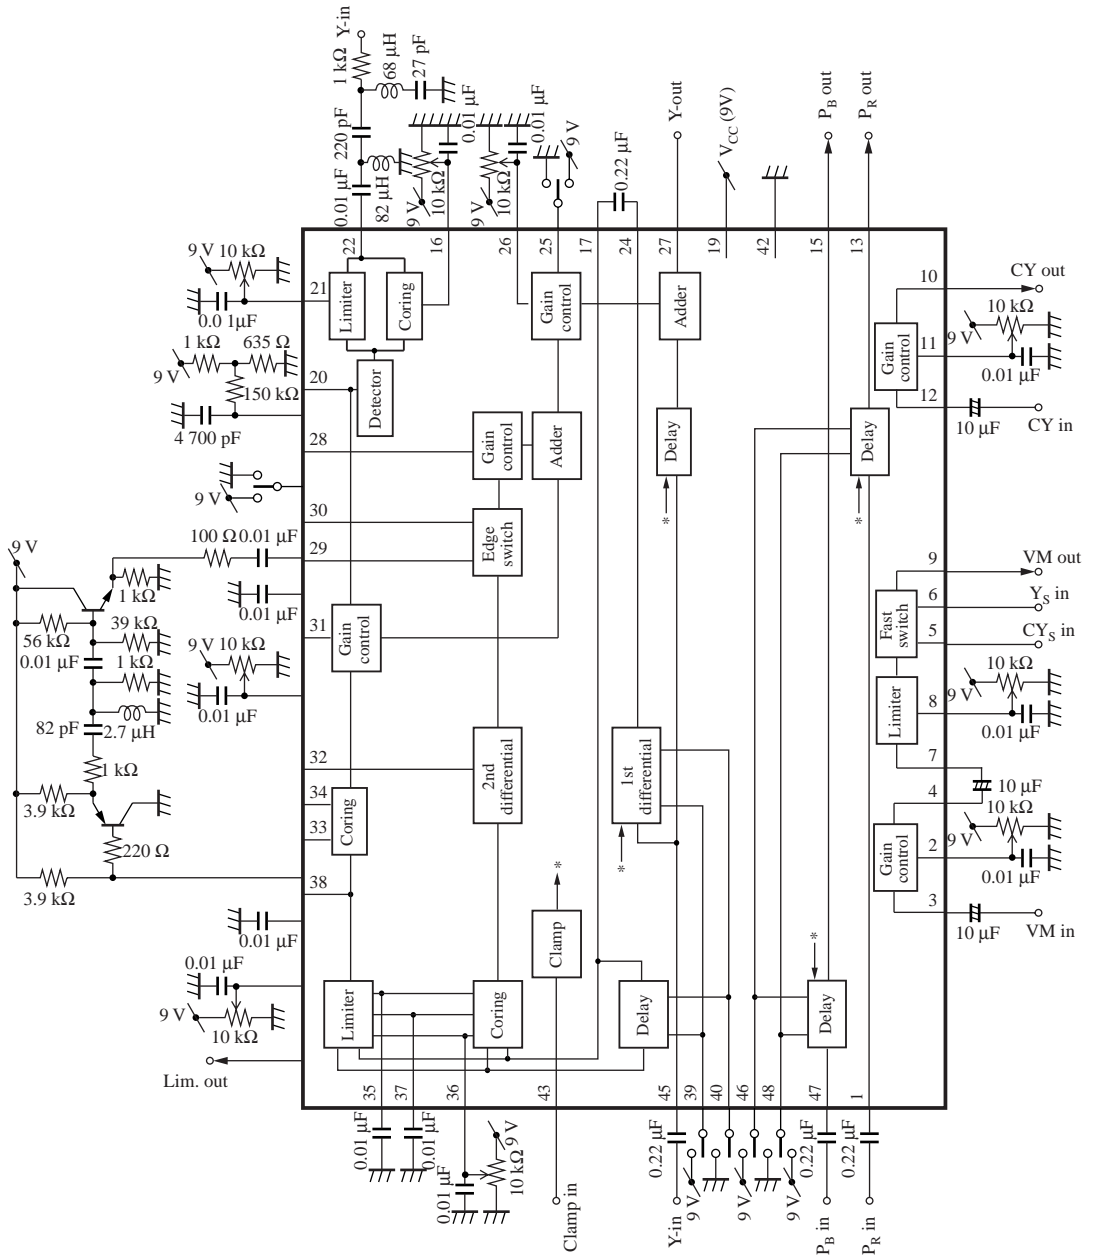 Y-in
1 kΩ
68 μH
27 pF
220 pF
0.01 μF
82 μH
9 V
10 kΩ
0.01 μF
9 V
10 kΩ
0.01 μF
9 V
0.22 μF
Y-out
VCC (9V)
PB out
PR out
22
16
26
25
17
24
27
19
42
15
13
9 V
10 kΩ
0.0 1μF
21
Limiter
Coring
Gain
control
Adder
10
CY out
10 kΩ
9 V
11
Gain
control
0.01 μF
12
10 μF
CY in
1 kΩ
635 Ω
9 V
20
150 kΩ
4 700 pF
Detector
28
Gain
control
Adder
Delay
*
Delay
*
9 V
30
Edge
switch
29
100 Ω
0.01 μF
9 V
1 kΩ
0.01 μF
56 kΩ
39 kΩ
0.01 μF
1 kΩ
31
Gain
control
9 V
10 kΩ
0.01 μF
82 pF
2.7 μH
1 kΩ
3.9 kΩ
220 Ω
3.9 kΩ
9
VM out
6
YS in
Fast
switch
5
CYS in
10 kΩ
9 V
Limiter
8
0.01 μF
7
10 μF
4
10 kΩ
9 V
Gain
control
2
0.01 μF
3
10 μF
VM in
32
2nd
differential
1st
differential
*
34
Coring
33
38
0.01 μF
*
Clamp
*
0.01 μF
9 V
10 kΩ
Lim. out
Limiter
Coring
Delay
Delay
35
37
36
43
45
39
40
46
48
47
1
0.01 μF
0.01 μF
0.01 μF
9 V
10 kΩ
Clamp in
0.22 μF
Y-in
9 V
9 V
9 V
0.22 μF
PB in
0.22 μF
PR in